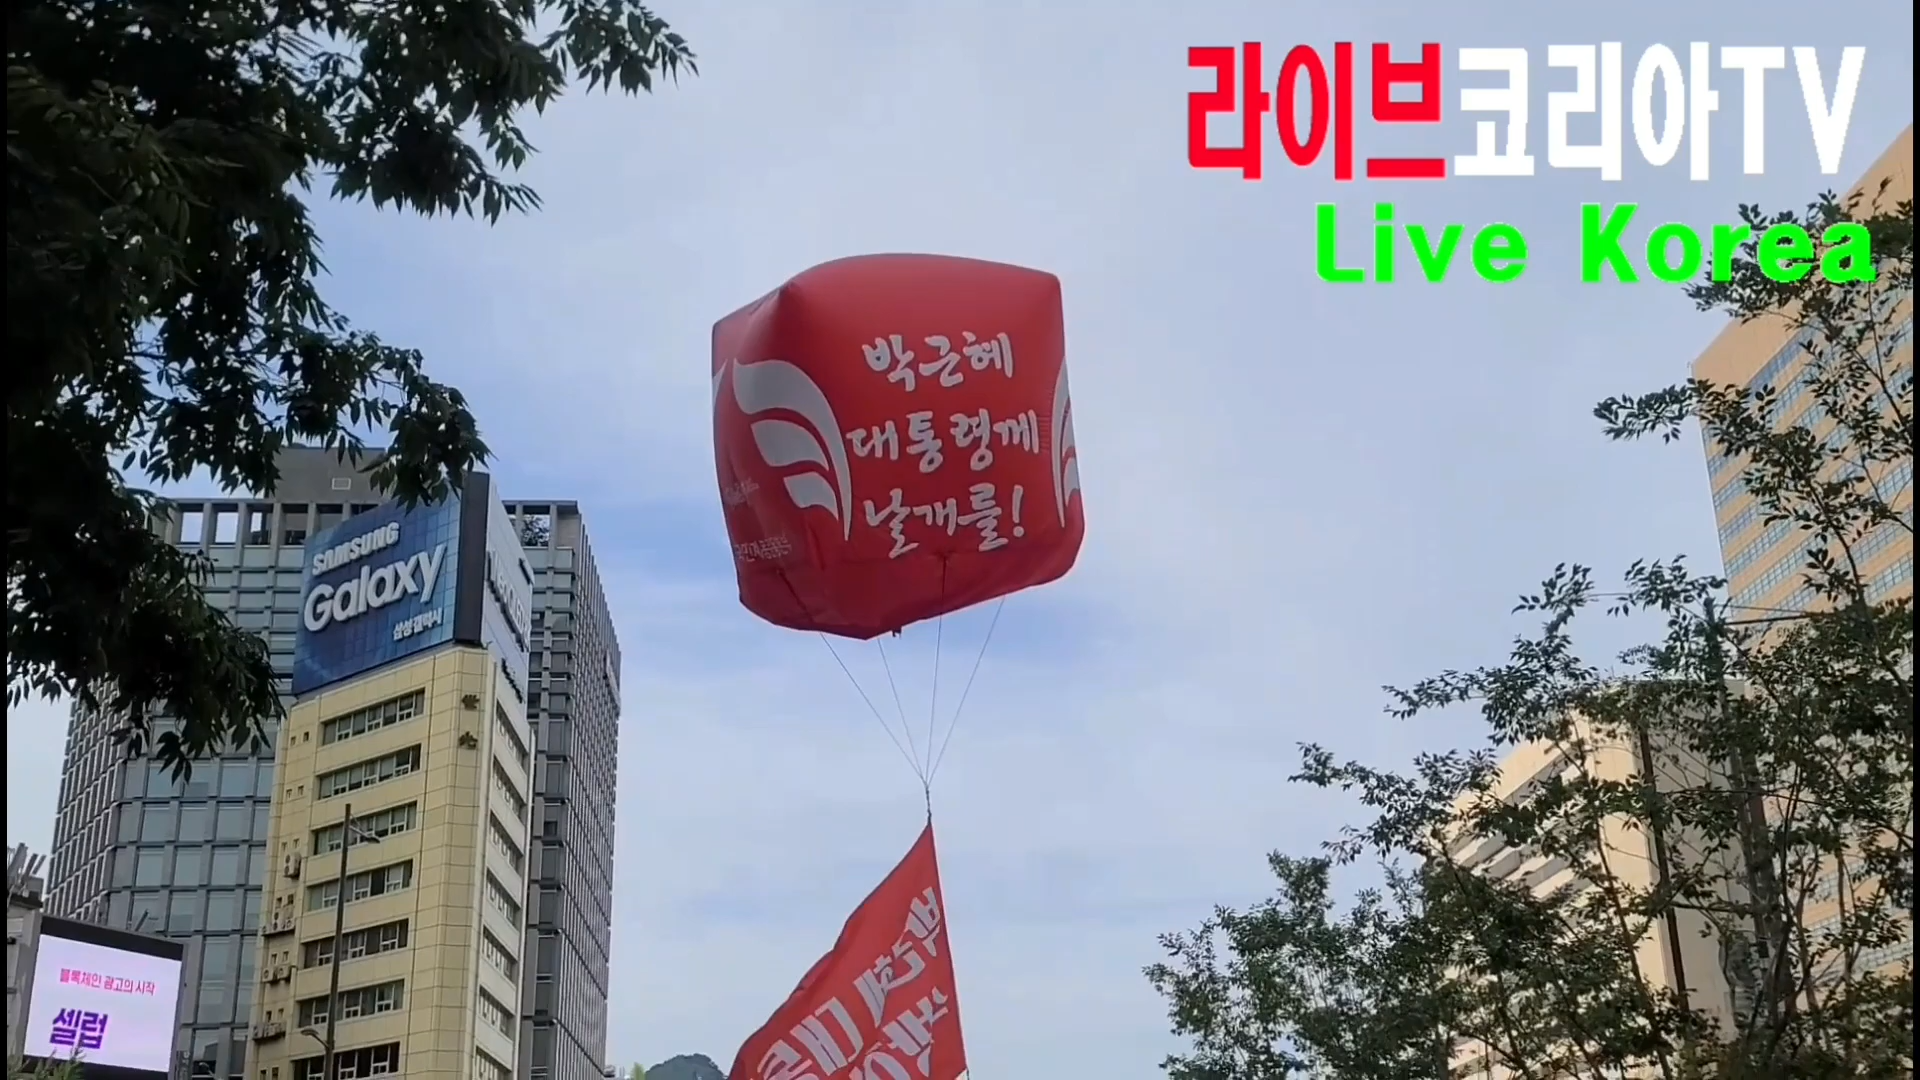 라이브코리아TV
Live Korea
박근혜
대통령께
날개를!
SAMSUNG
Galaxy
삼성갤럭시
블록체인 광고의 시작
셀럽